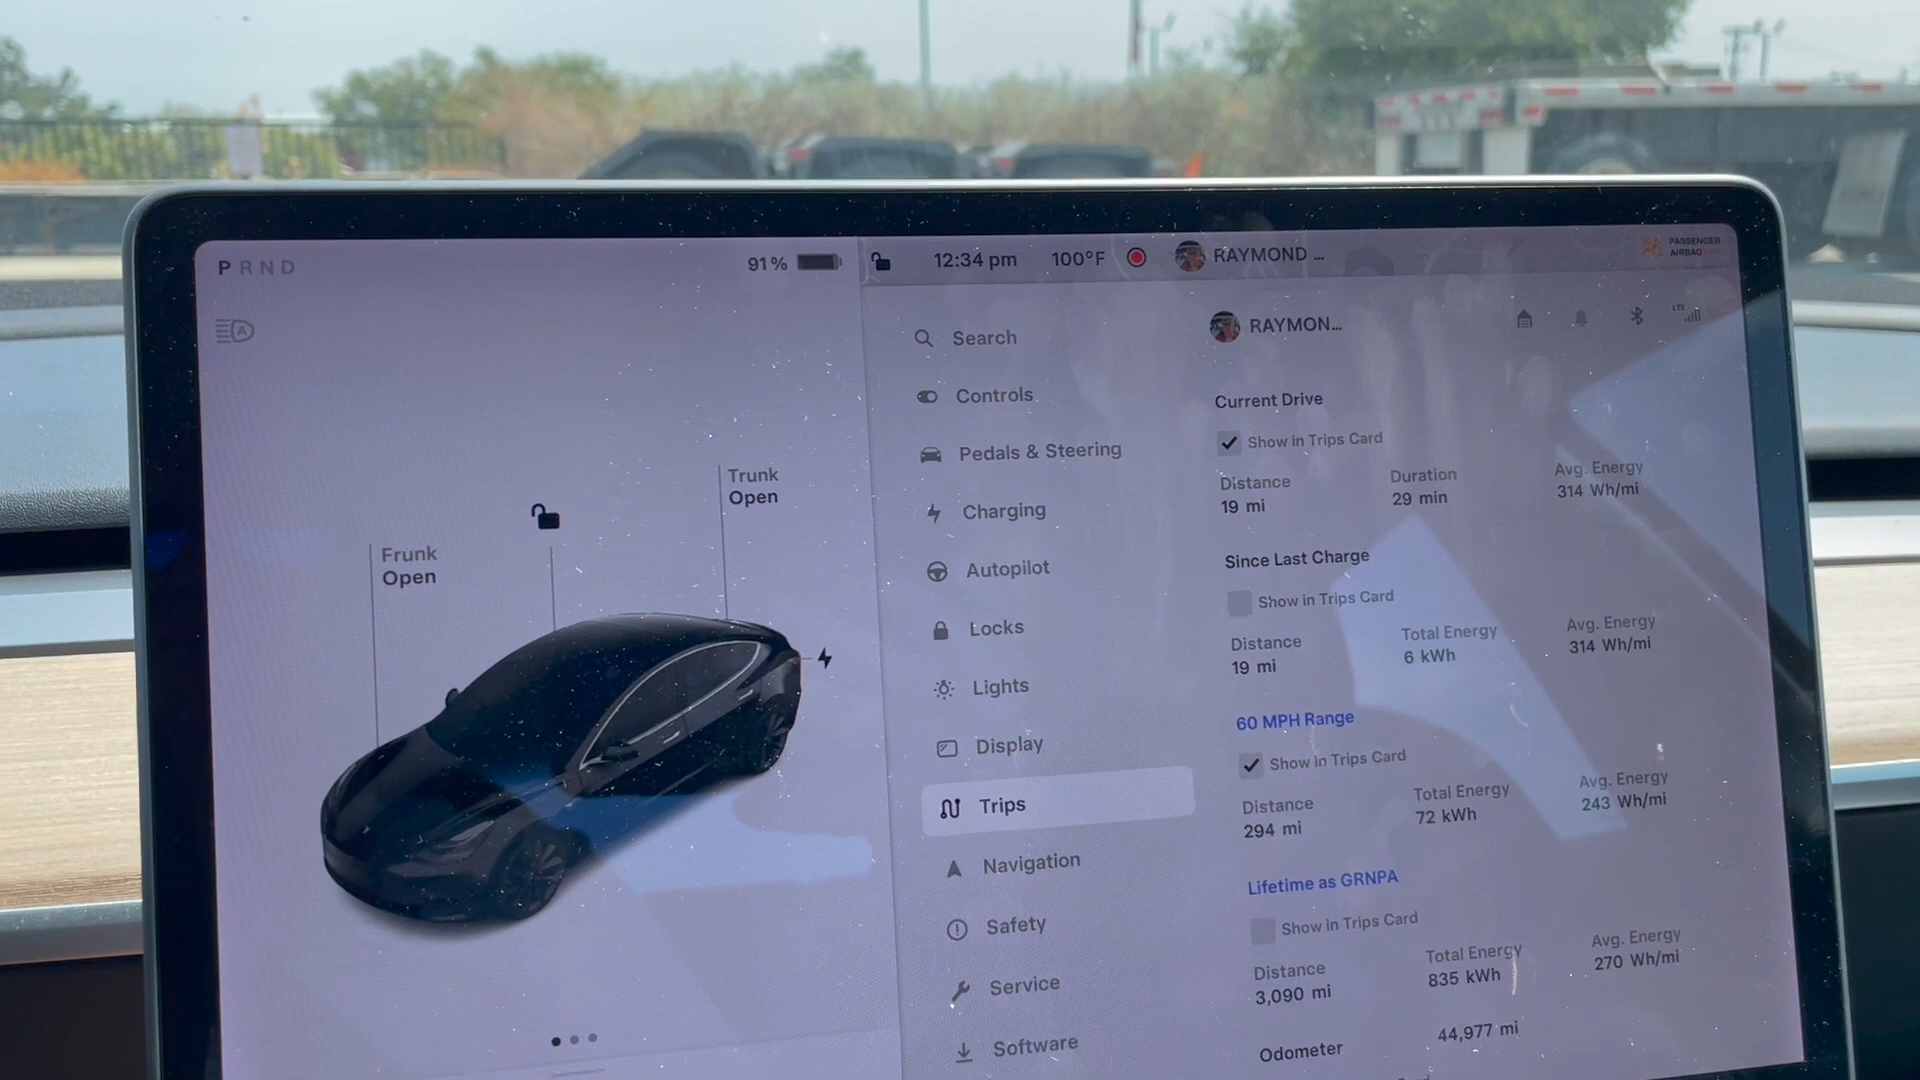 PRND
91%
12:34 pm
100°F
RAYMOND ...
PASSENGER
AIRBAG
Trunk
Open
Frunk
Open
Search
Controls
Pedals & Steering
Charging
Autopilot
Locks
Lights
Display
Trips
Navigation
Safety
Service
Software
RAYMON...
LTE
Current Drive
Show in Trips Card
Distance
19 mi
Duration
29 min
Avg. Energy
314 Wh/mi
Since Last Charge
Show in Trips Card
Distance
19 mi
Total Energy
6 kWh
Avg. Energy
314 Wh/mi
60 MPH Range
Show in Trips Card
Distance
294 mi
Total Energy
72 kWh
Avg. Energy
243 Wh/mi
Lifetime as GRNPA
Show in Trips Card
Distance
3,090 mi
Total Energy
835 kWh
Avg. Energy
270 Wh/mi
Odometer
44,977 mi